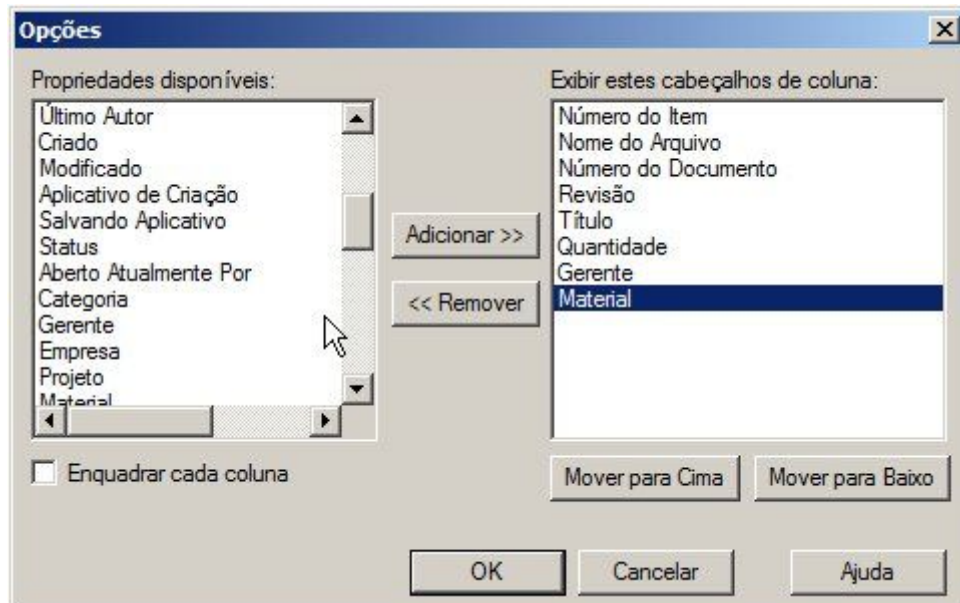 Opções
Propriedades disponíveis:
Último Autor
Criado
Modificado
Aplicativo de Criação
Salvando Aplicativo
Status
Aberto Atualmente Por
Categoria
Gerente
Empresa
Projeto
Material
Enquadrar cada coluna
Adicionar >>
<< Remover
Exibir estes cabeçalhos de coluna:
Número do Item
Nome do Arquivo
Número do Documento
Revisão
Título
Quantidade
Gerente
Material
Mover para Cima
Mover para Baixo
OK
Cancelar
Ajuda